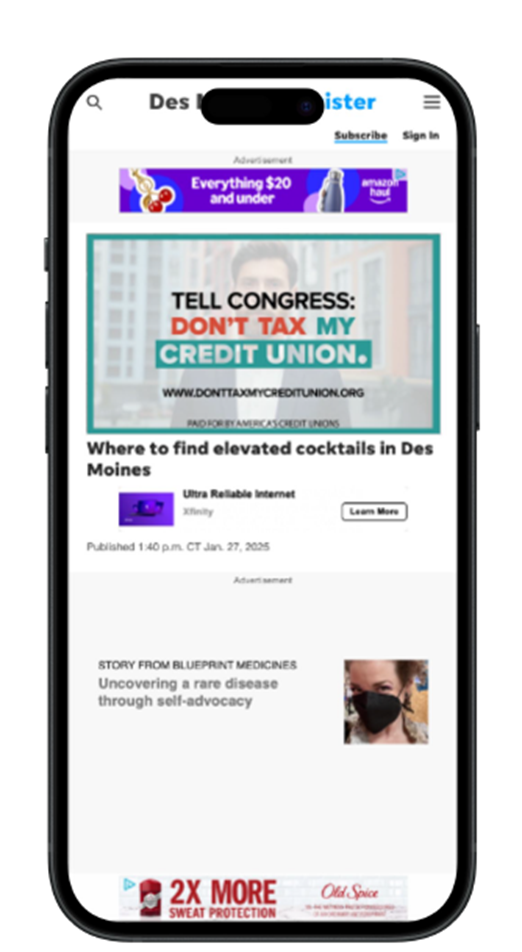 Des ister
Subscribe Sign In
Advertisement
Everything $20
and under
amazon
haul
TELL CONGRESS:
DON'T TAX MY
CREDIT UNION.
WWW.DONTTAXMYCREDITUNION.ORG
PAID FOR BY AMERICA'S CREDIT UNIONS
Where to find elevated cocktails in Des
Moines
Ultra Reliable Internet
Xfinity
Learn More
Published 1:40 p.m. CT Jan. 27, 2025
Advertisement
STORY FROM BLUEPRINT MEDICINES
Uncovering a rare disease
through self-advocacy
2X MORE
SWEAT PROTECTION
Old Spice